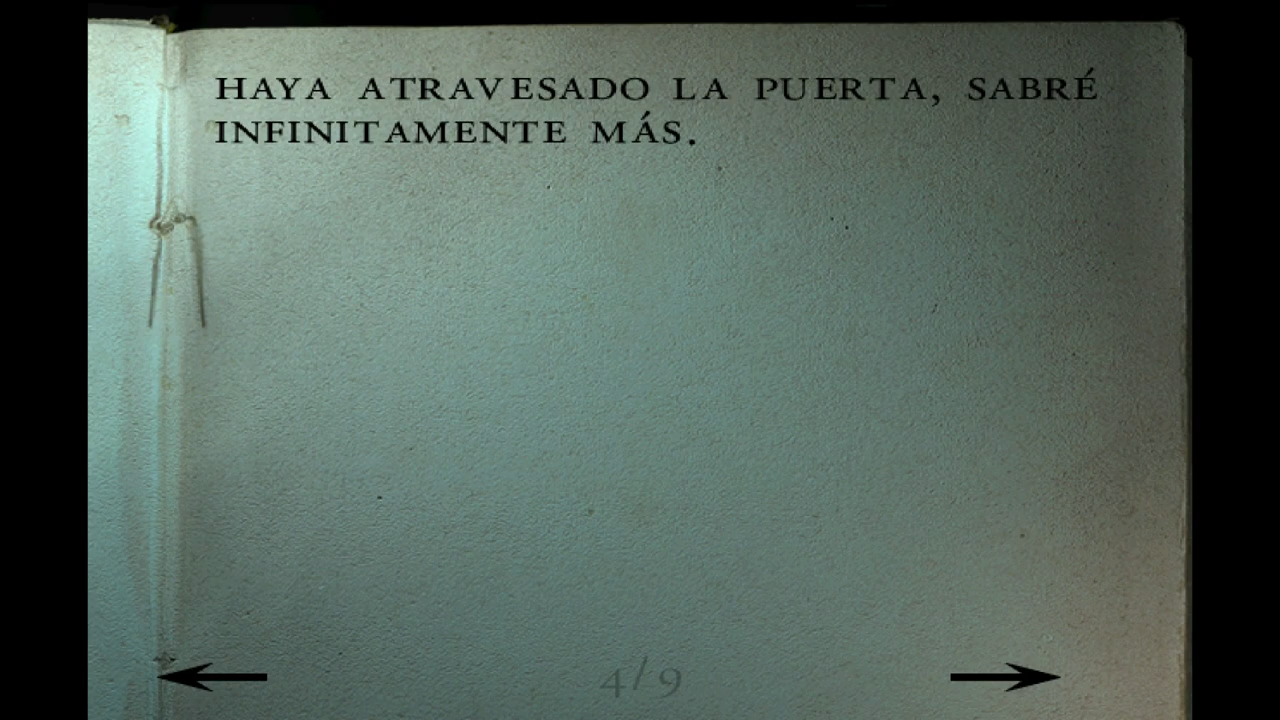 HAYA ATRAVESADO LA PUERTA, SABRÉ
INFINITAMENTE MÁS.
4/9